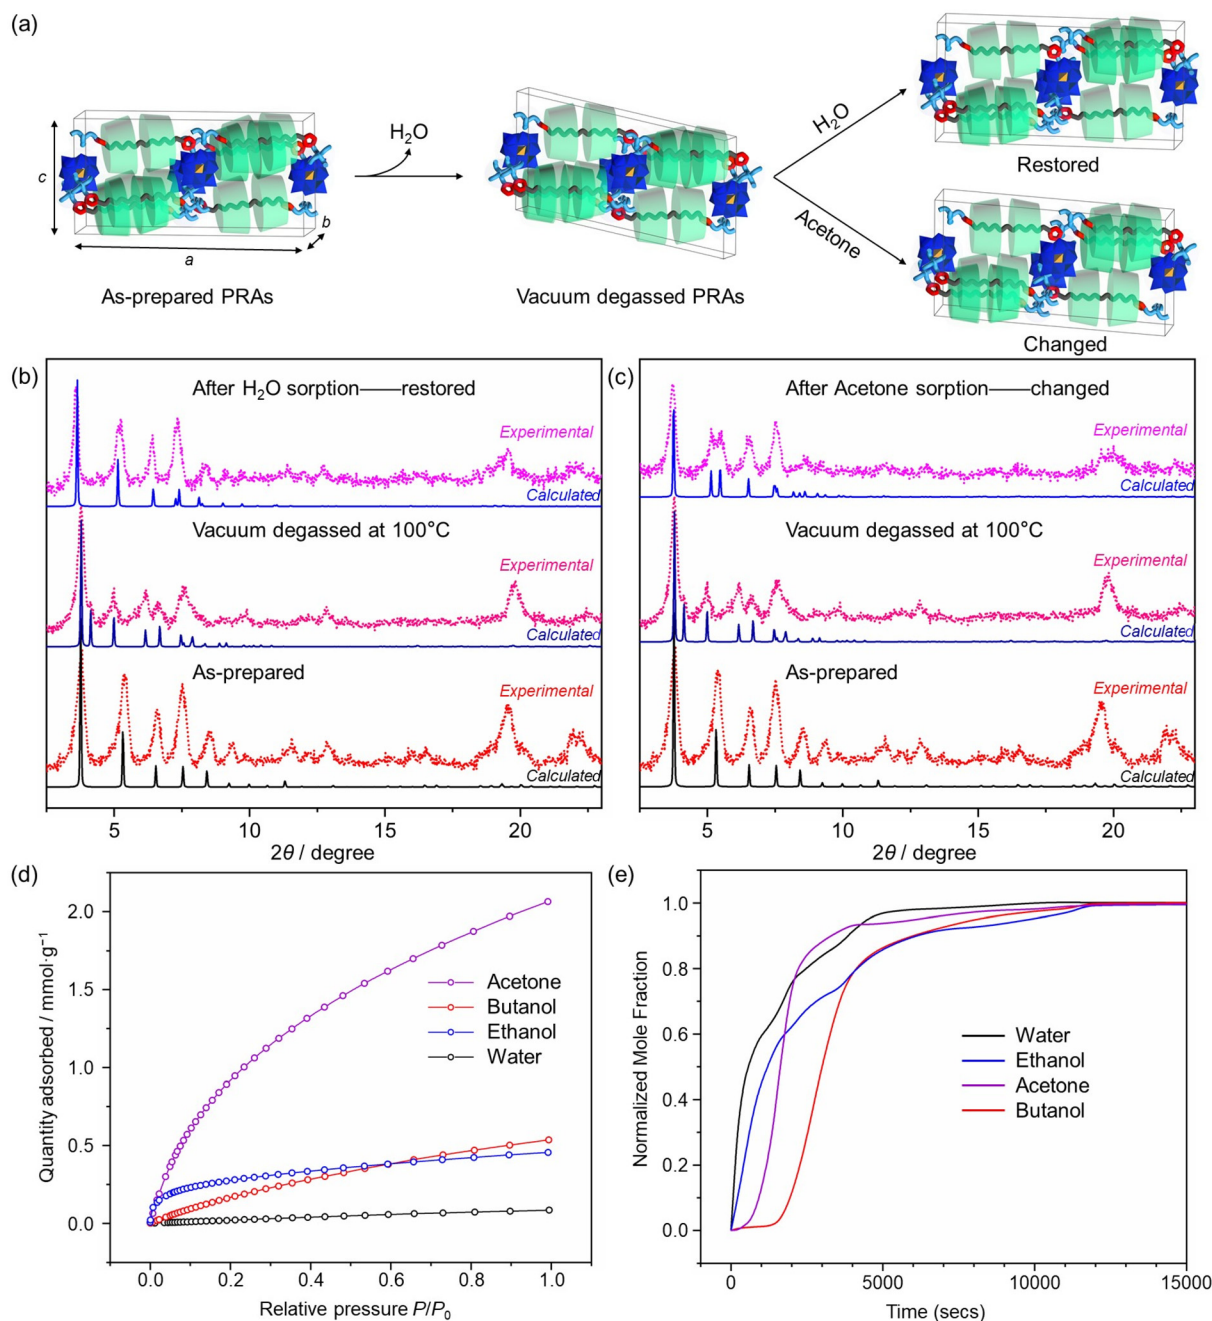 (a)
c
a
b
As-prepared PRAs
H₂O
Vacuum degassed PRAs
H₂O
Acetone
Restored
Changed
(b)
After H₂O sorption——restored
Experimental
Calculated
Vacuum degassed at 100°C
Experimental
Calculated
As-prepared
Experimental
Calculated
5 10 15 20
2θ / degree
(c)
After Acetone sorption——changed
Experimental
Calculated
Vacuum degassed at 100°C
Experimental
Calculated
As-prepared
Experimental
Calculated
5 10 15 20
2θ / degree
(d)
Quantity adsorbed / mmol·g⁻¹
2.0
1.5
1.0
0.5
0.0
Acetone
Butanol
Ethanol
Water
0.0 0.2 0.4 0.6 0.8 1.0
Relative pressure P/P₀
(e)
Normalized Mole Fraction
1.0
0.8
0.6
0.4
0.2
0.0
Water
Ethanol
Acetone
Butanol
0 5000 10000 15000
Time (secs)